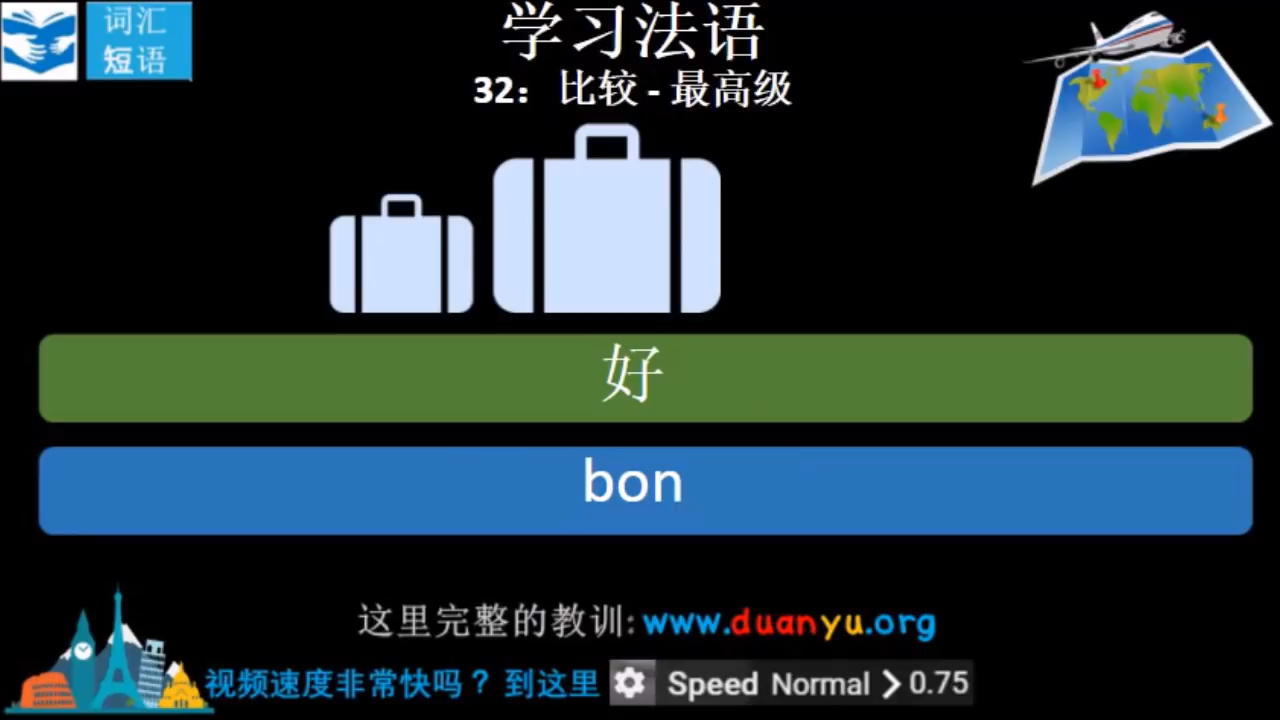 词汇
短语
学习法语
32：比较 - 最高级
好
bon
这里完整的教训: www.duanyu.org
视频速度非常快吗？ 到这里 Speed Normal > 0.75